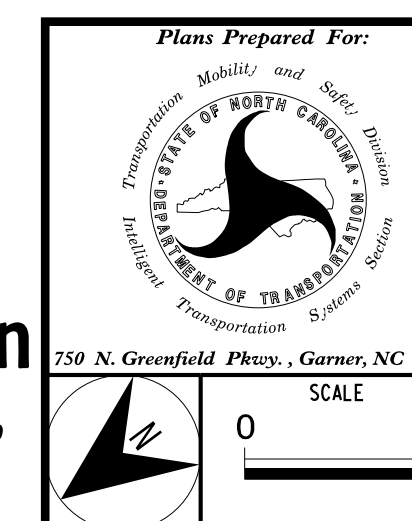 Plans Prepared For:
Transportation Mobility and Safety Division
STATE OF NORTH CAROLINA
DEPARTMENT OF TRANSPORTATION
Intelligent Transportation Systems Section
n
750 N. Greenfield Pkwy. , Garner, NC
,
N
SCALE
0